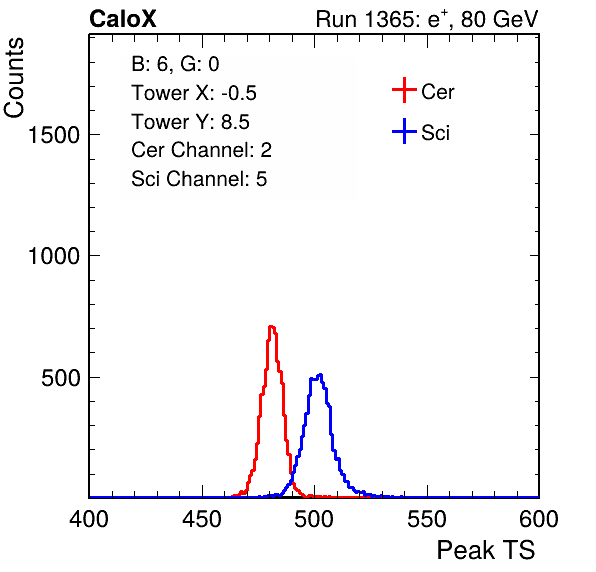 CaloX Run 1365: e⁺, 80 GeV
Counts
B: 6, G: 0
Tower X: -0.5
Tower Y: 8.5
Cer Channel: 2
Sci Channel: 5
Cer
Sci
1500
1000
500
400 450 500 550 600
Peak TS